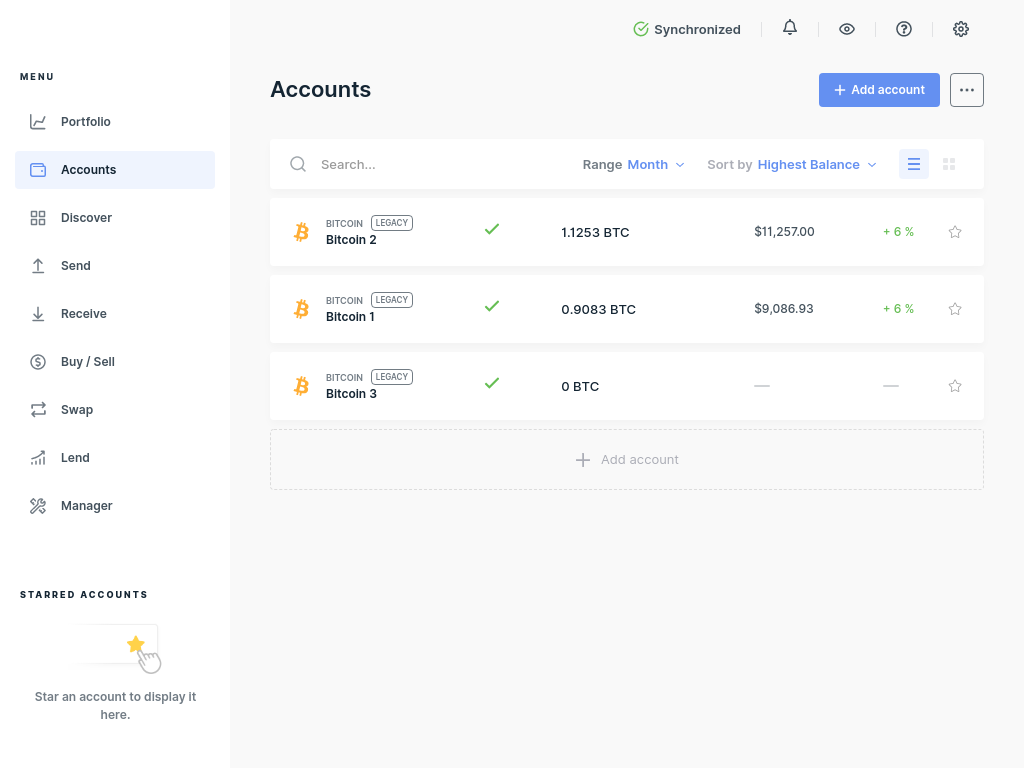 Synchronized
MENU
Portfolio
Accounts
Discover
Send
Receive
Buy / Sell
Swap
Lend
Manager
STARRED ACCOUNTS
Star an account to display it
here.
Accounts
Add account
Search...
Range Month
Sort by Highest Balance
BITCOIN LEGACY
Bitcoin 2
1.1253 BTC
$11,257.00
+ 6 %
BITCOIN LEGACY
Bitcoin 1
0.9083 BTC
$9,086.93
+ 6 %
BITCOIN LEGACY
Bitcoin 3
0 BTC
— —
Add account